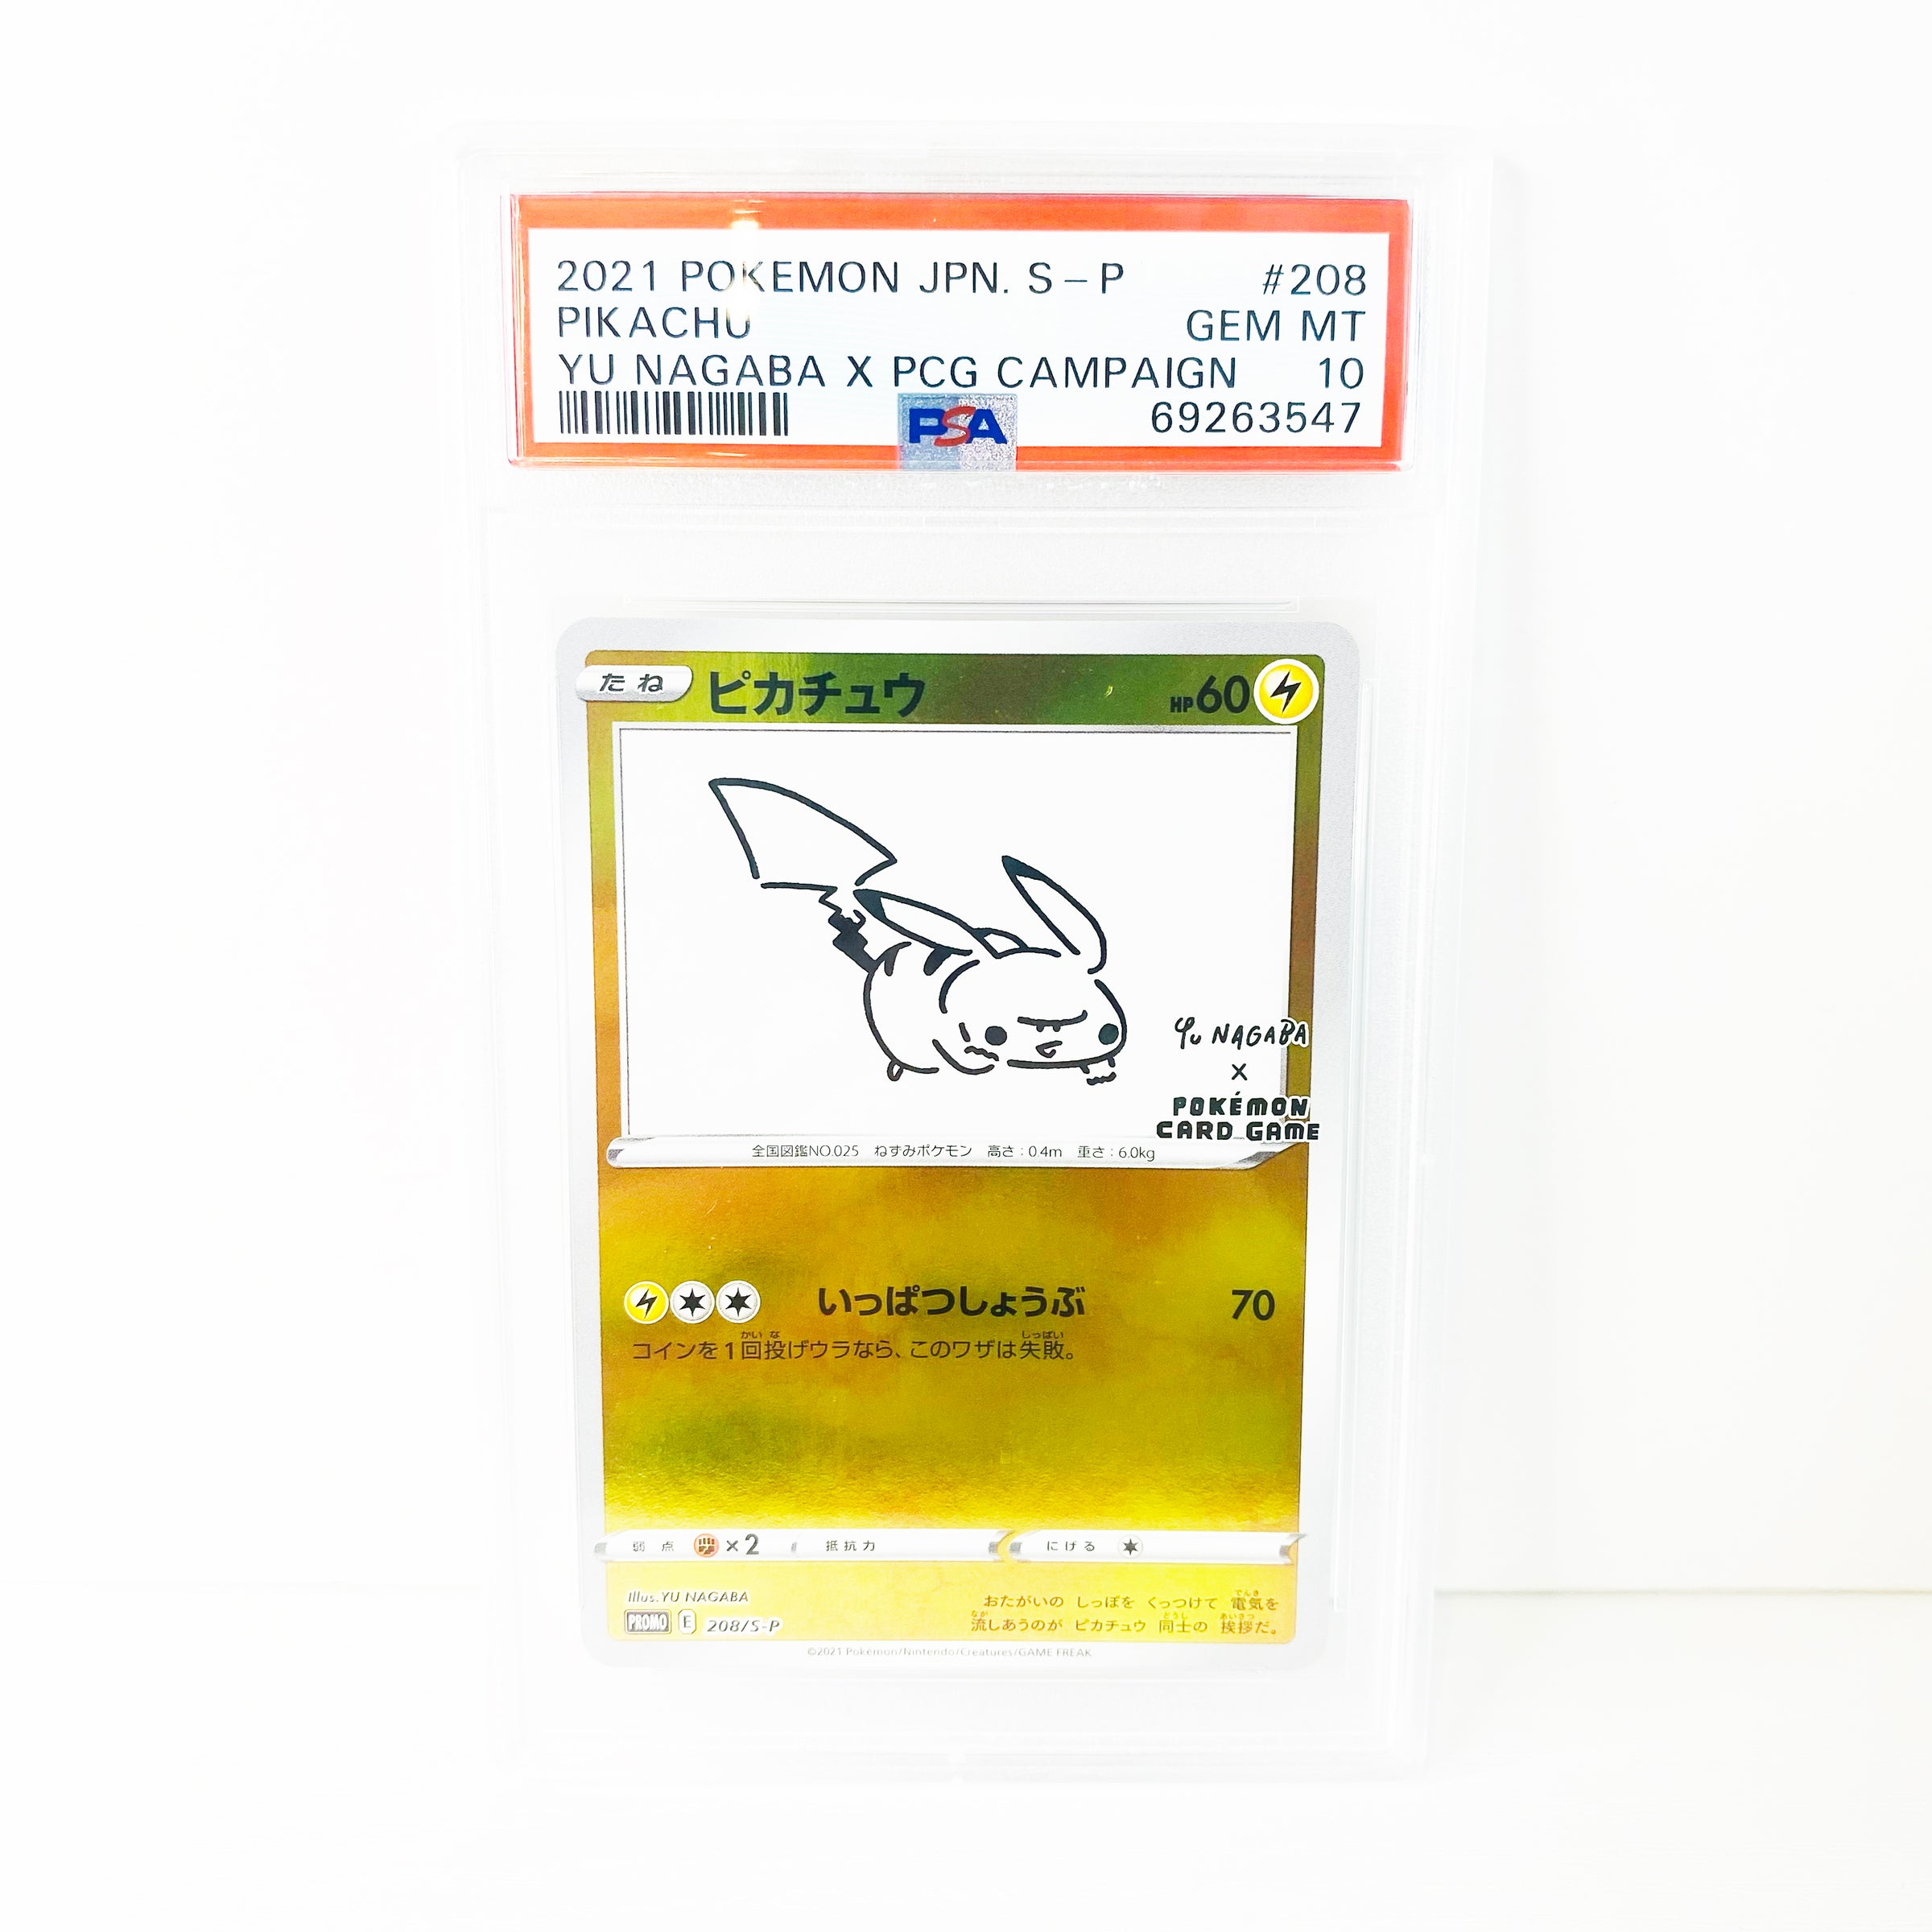 2021 POKEMON JPN. S-P #208
PIKACHU GEM MT
YU NAGABA X PCG CAMPAIGN 10
PSA 69263547
たね ピカチュウ HP60
Yu NAGABA
X
POKÉMON
CARD GAME
全国図鑑NO.025 ねずみポケモン 高さ:0.4m 重さ:6.0kg
いっぱつしょうぶ 70
コインを1回投げウラなら、このワザは失敗。
弱点 ×2 抵抗力 にげる
Illus.YU NAGABA
PROMO E 208/S-P
おたがいの しっぽを くっつけて 電気を
流しあうのが ピカチュウ 同士の 挨拶だ。
©2021 Pokémon/Nintendo/Creatures/GAME FREAK